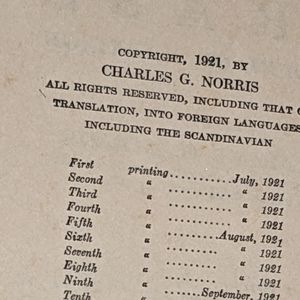 COPYRIGHT, 1921, BY
CHARLES G. NORRIS
ALL RIGHTS RESERVED, INCLUDING THAT O
TRANSLATION, INTO FOREIGN LANGUAGES
INCLUDING THE SCANDINAVIAN
First printing..........July, 1921
Second " .......... " 1921
Third " .......... " 1921
Fourth " .......... " 1921
Fifth " ..........August, 1921
Sixth " .......... " 1921
Seventh " .......... " 1921
Eighth " .......... " 1921
Ninth " ..........September, 1921
Tenth "